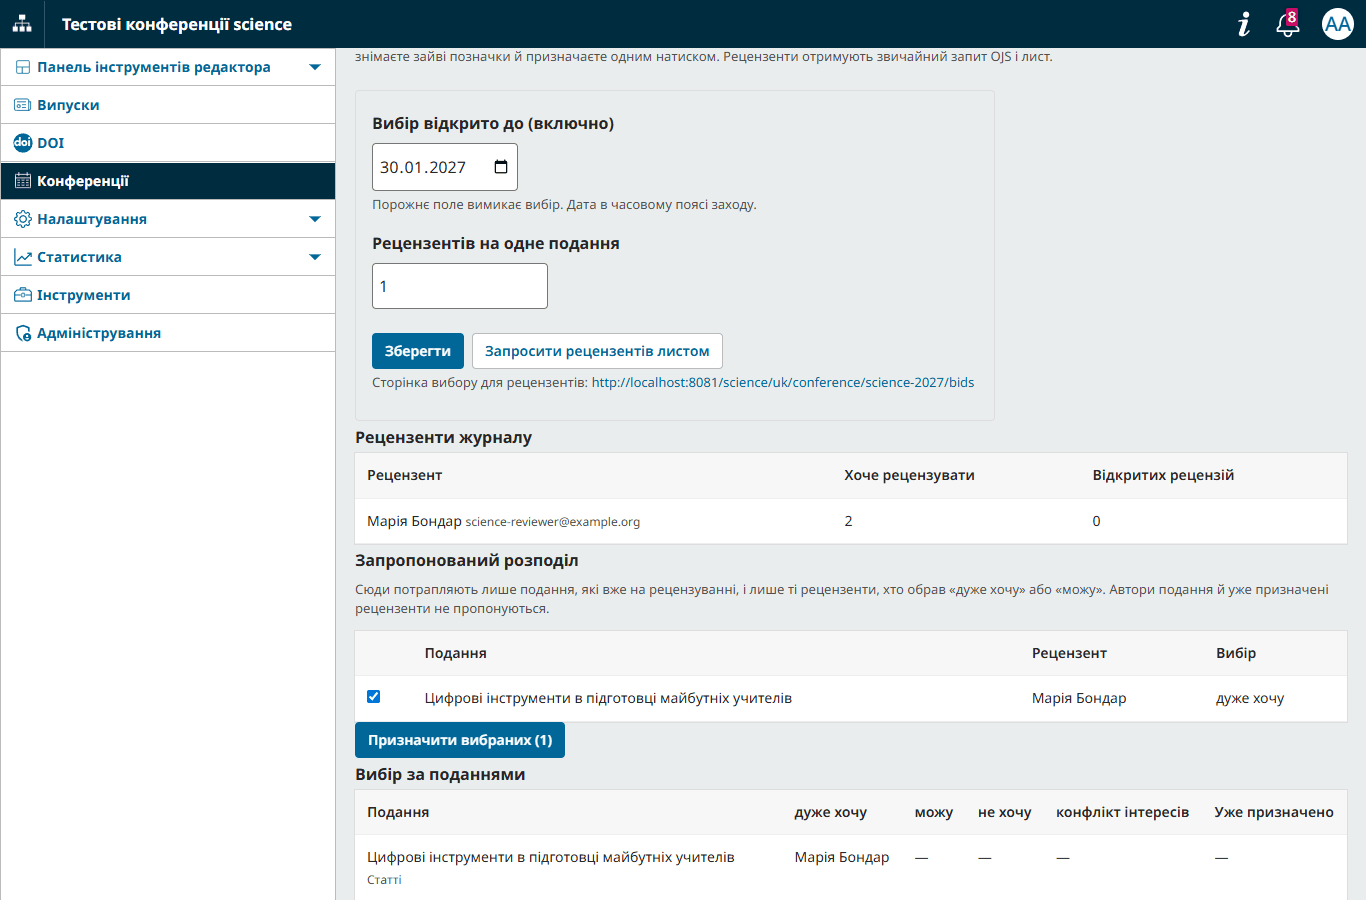 Тестові конференції science
8
AA
Панель інструментів редактора
Випуски
doi DOI
Конференції
Налаштування
Статистика
Інструменти
Адміністрування
знімаєте зайві позначки й призначаєте одним натиском. Рецензенти отримують звичайний запит OJS і лист.
Вибір відкрито до (включно)
30.01.2027
Порожнє поле вимикає вибір. Дата в часовому поясі заходу.
Рецензентів на одне подання
1
Зберегти Запросити рецензентів листом
Сторінка вибору для рецензентів: http://localhost:8081/science/uk/conference/science-2027/bids
Рецензенти журналу
Рецензент Хоче рецензувати Відкритих рецензій
Марія Бондар science-reviewer@example.org 2 0
Запропонований розподіл
Сюди потрапляють лише подання, які вже на рецензуванні, і лише ті рецензенти, хто обрав «дуже хочу» або «можу». Автори подання й уже призначені
рецензенти не пропонуються.
Подання Рецензент Вибір
Цифрові інструменти в підготовці майбутніх учителів Марія Бондар дуже хочу
Призначити вибраних (1)
Вибір за поданнями
Подання дуже хочу можу не хочу конфлікт інтересів Уже призначено
Цифрові інструменти в підготовці майбутніх учителів Марія Бондар — — — —
Статті